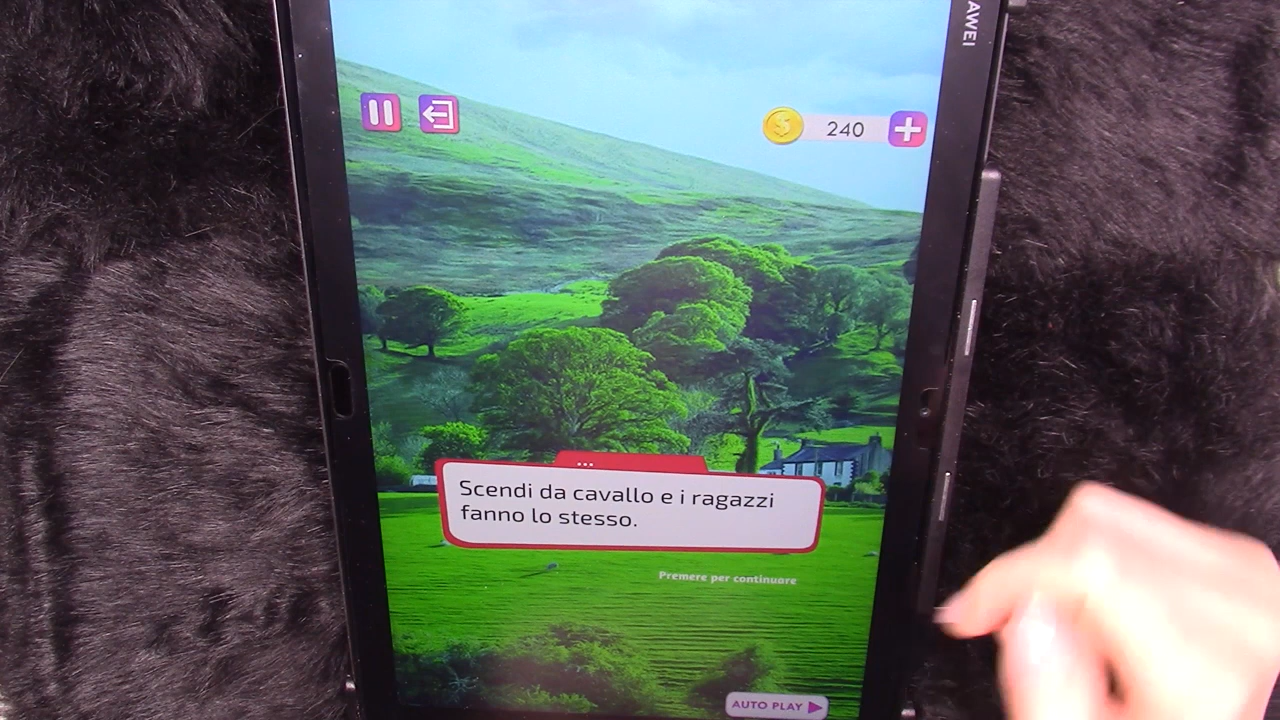 AWEI
240
...
Scendi da cavallo e i ragazzi
fanno lo stesso.
Premere per continuare
AUTO PLAY